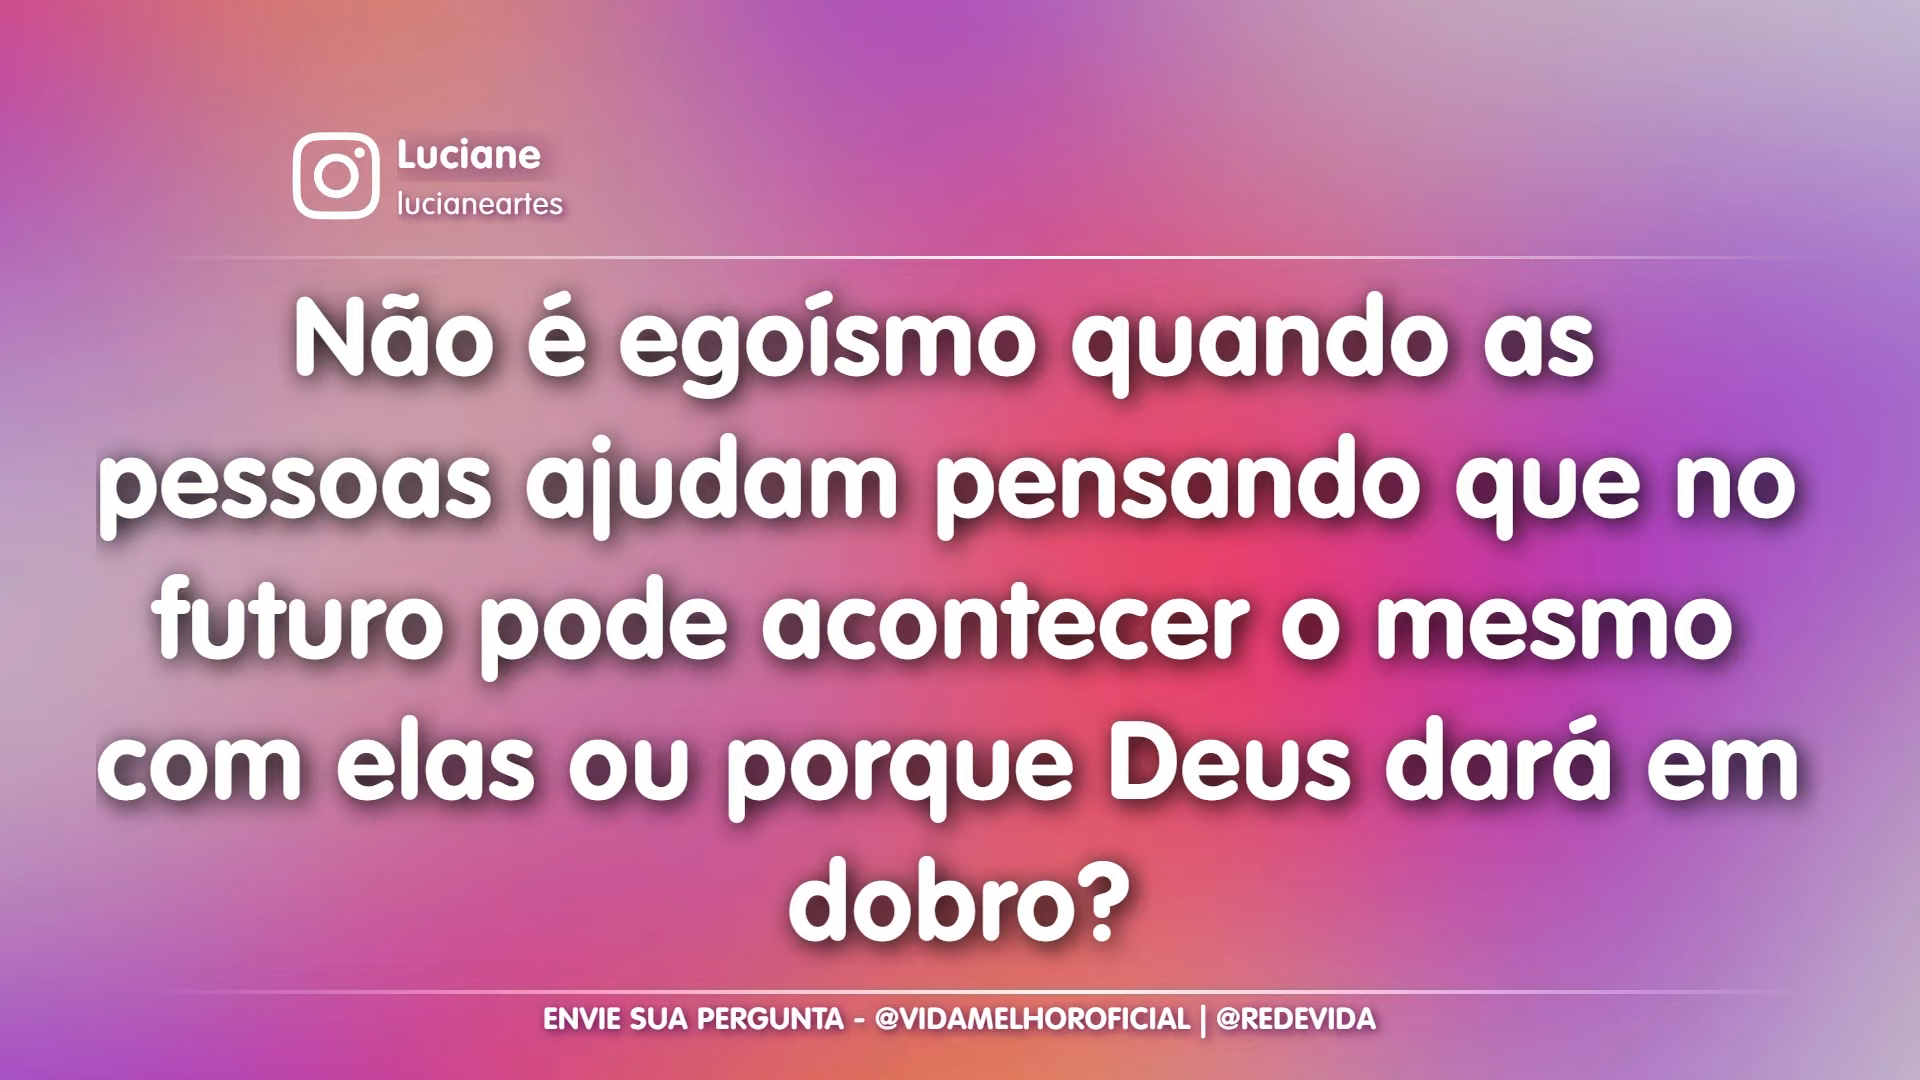 Luciane
lucianeartes
Não é egoísmo quando as
pessoas ajudam pensando que no
futuro pode acontecer o mesmo
com elas ou porque Deus dará em
dobro?
ENVIE SUA PERGUNTA - @VIDAMELHOROFICIAL | @REDEVIDA